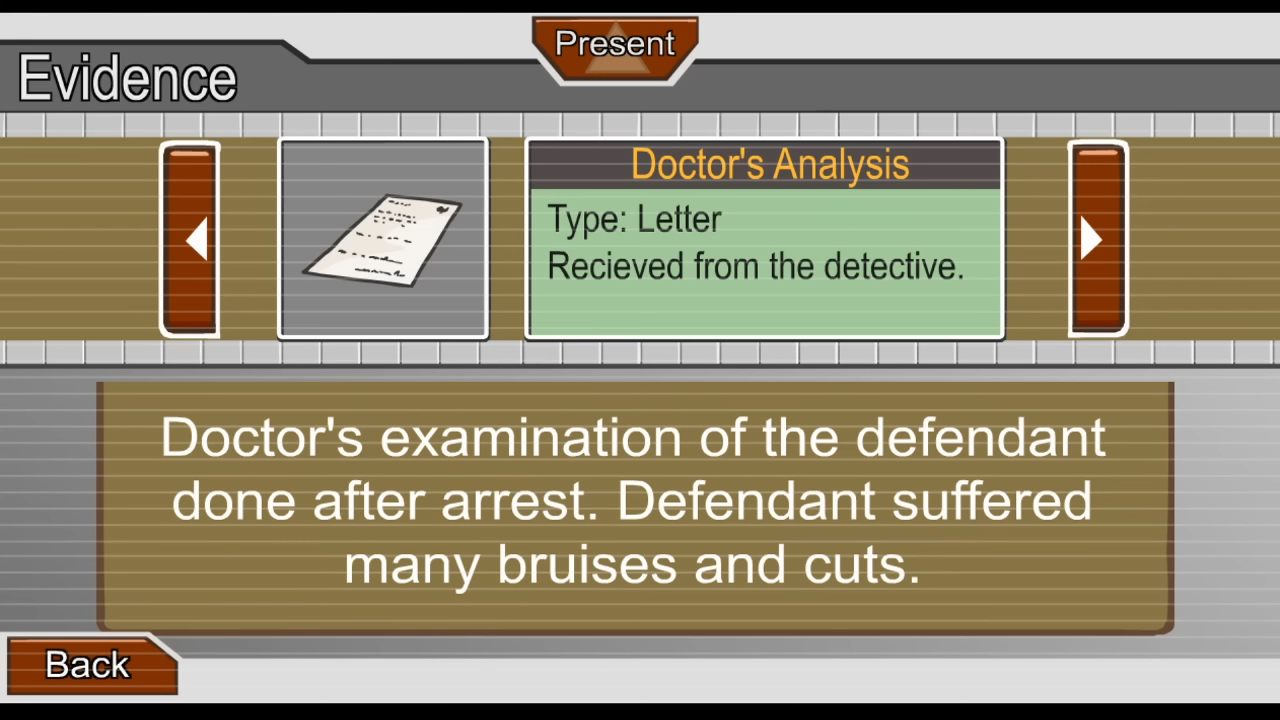 Present
Evidence
Doctor's Analysis
Type: Letter
Recieved from the detective.
Doctor's examination of the defendant
done after arrest. Defendant suffered
many bruises and cuts.
Back